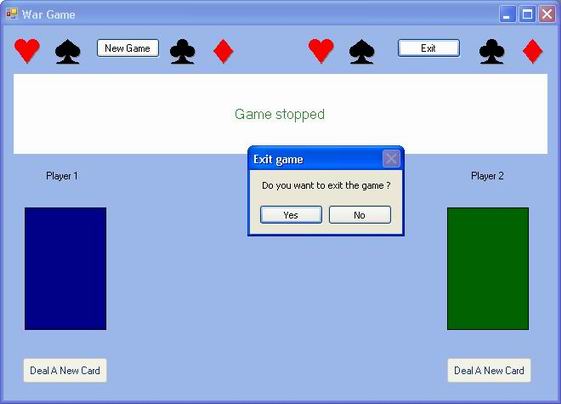 War Game
New Game
Exit
Game stopped
Exit game
Do you want to exit the game ?
Yes
No
Player 1
Player 2
Deal A New Card
Deal A New Card